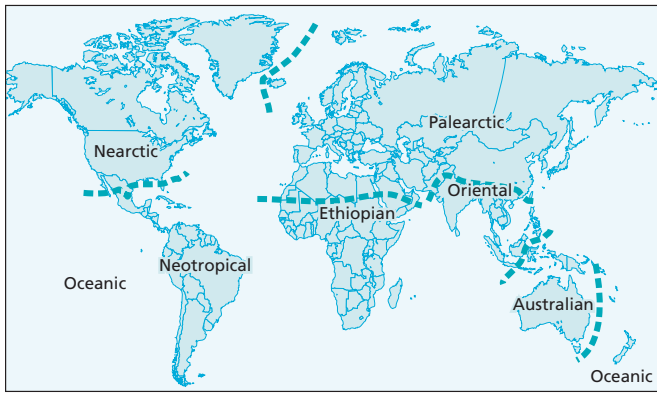 Palearctic
Nearctic
Oriental
Ethiopian
Neotropical
Oceanic
Australian
Oceanic